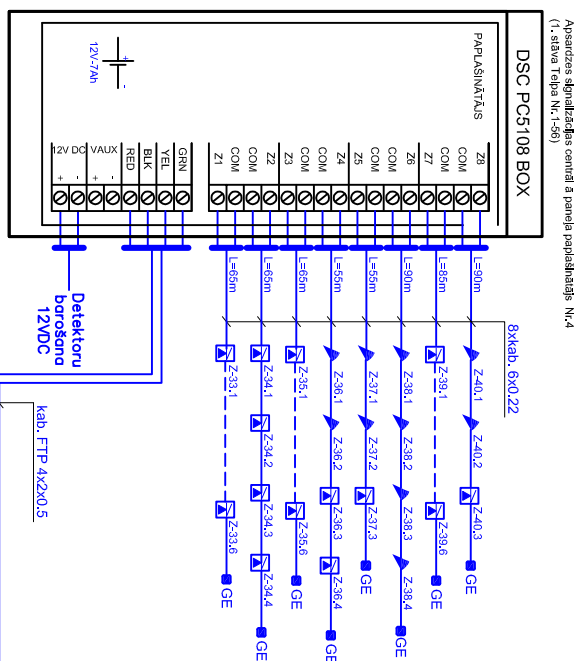 Apsardzes signalizācijas centrālā paneļa paplašinātājs Nr.4
(1. stāva Telpa Nr.1-56)
DSC PC5108 BOX
PAPLAŠINĀTĀJS
12V-7Ah
+
-
12V DC
+
-
VAUX
+
-
RED
BLK
YEL
GRN
Z1
COM
COM
Z2
Z3
COM
COM
Z4
Z5
COM
COM
Z6
Z7
COM
COM
Z8
Detektoru
barošana
12VDC
kab. FTP 4x2x0.5
8xkab. 6x0.22
L=65m
Z-33.1
Z-33.6
GE
L=65m
Z-34.1
Z-34.2
Z-34.3
Z-34.4
GE
L=65m
Z-35.1
Z-35.6
GE
L=55m
Z-36.1
Z-36.2
Z-36.3
Z-36.4
GE
L=55m
Z-37.1
Z-37.2
Z-37.3
GE
L=90m
Z-38.1
Z-38.2
Z-38.3
Z-38.4
GE
L=85m
Z-39.1
Z-39.6
GE
L=90m
Z-40.1
Z-40.2
Z-40.3
GE